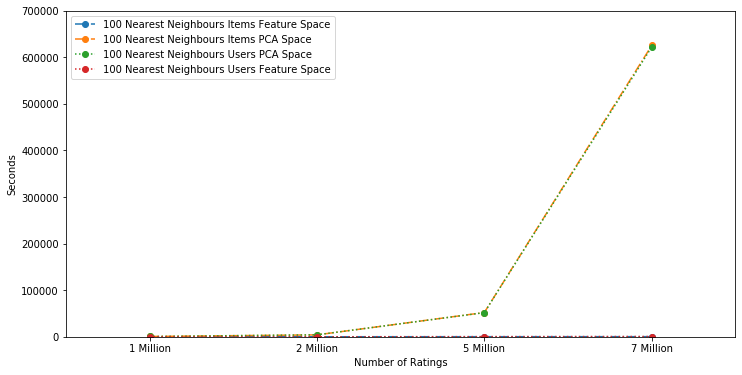 700000
600000
500000
400000
300000
200000
100000
0
Seconds
100 Nearest Neighbours Items Feature Space
100 Nearest Neighbours Items PCA Space
100 Nearest Neighbours Users PCA Space
100 Nearest Neighbours Users Feature Space
1 Million
2 Million
5 Million
7 Million
Number of Ratings